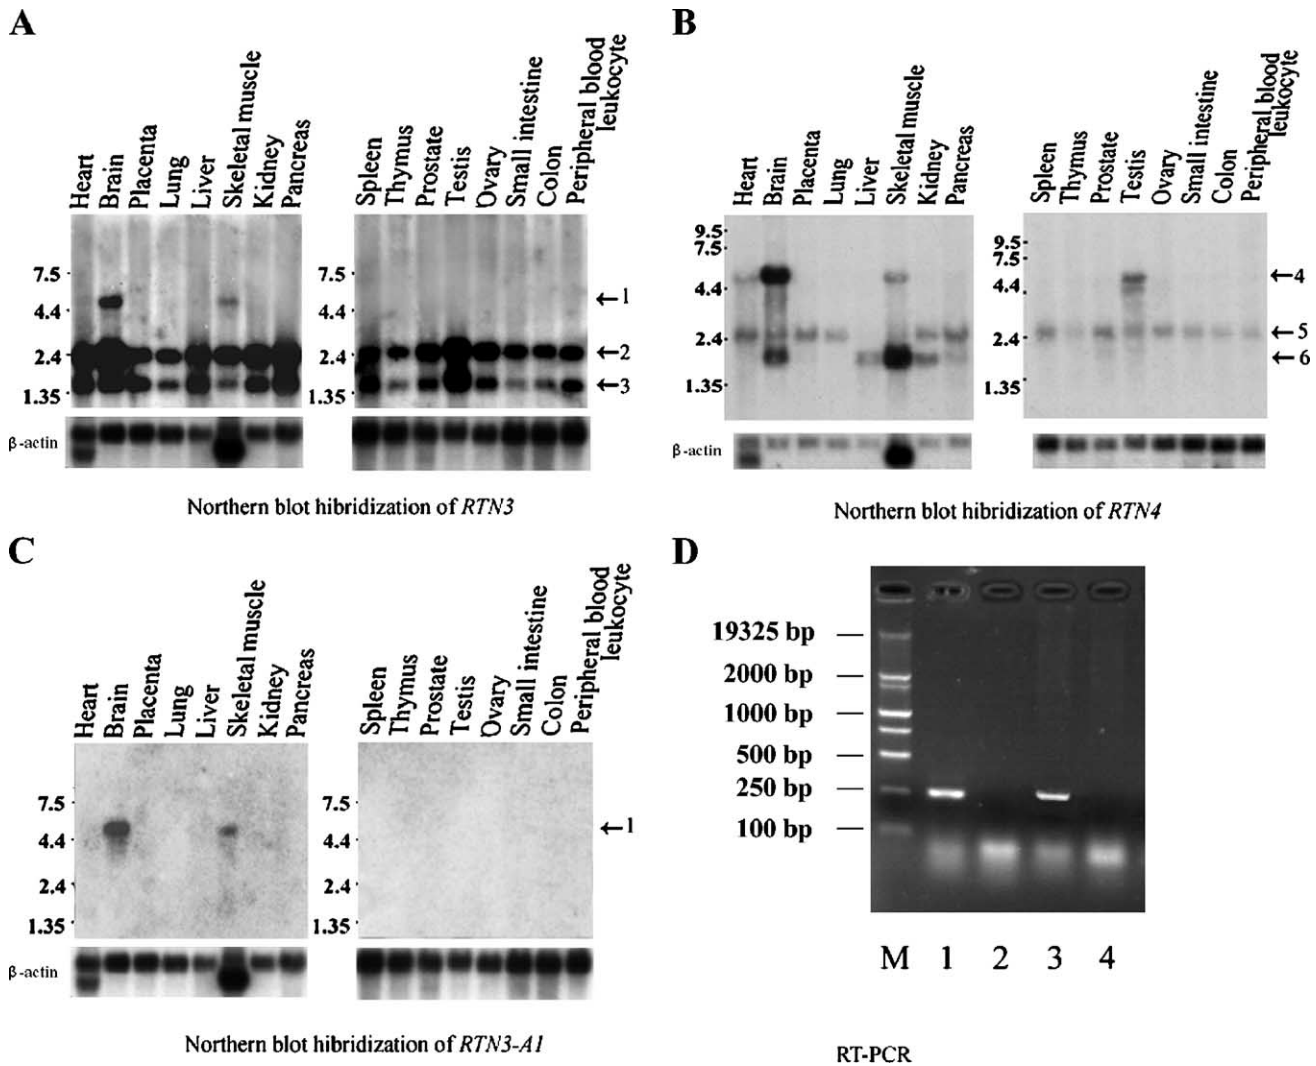 A
Heart
Brain
Placenta
Lung
Liver
Skeletal muscle
Kidney
Pancreas
Spleen
Thymus
Prostate
Testis
Ovary
Small intestine
Colon
Peripheral blood
leukocyte
7.5
4.4
2.4
1.35
7.5
4.4
2.4
1.35
←1
←2
←3
β-actin
Northern blot hibridization of RTN3
B
Heart
Brain
Placenta
Lung
Liver
Skeletal muscle
Kidney
Pancreas
Spleen
Thymus
Prostate
Testis
Ovary
Small intestine
Colon
Peripheral blood
leukocyte
9.5
7.5
4.4
2.4
1.35
9.5
7.5
4.4
2.4
1.35
←4
←5
←6
β-actin
Northern blot hibridization of RTN4
C
Heart
Brain
Placenta
Lung
Liver
Skeletal muscle
Kidney
Pancreas
Spleen
Thymus
Prostate
Testis
Ovary
Small intestine
Colon
Peripheral blood
leukocyte
7.5
4.4
2.4
1.35
7.5
4.4
2.4
1.35
←1
β-actin
Northern blot hibridization of RTN3-A1
D
19325 bp
2000 bp
1000 bp
500 bp
250 bp
100 bp
M 1 2 3 4
RT-PCR